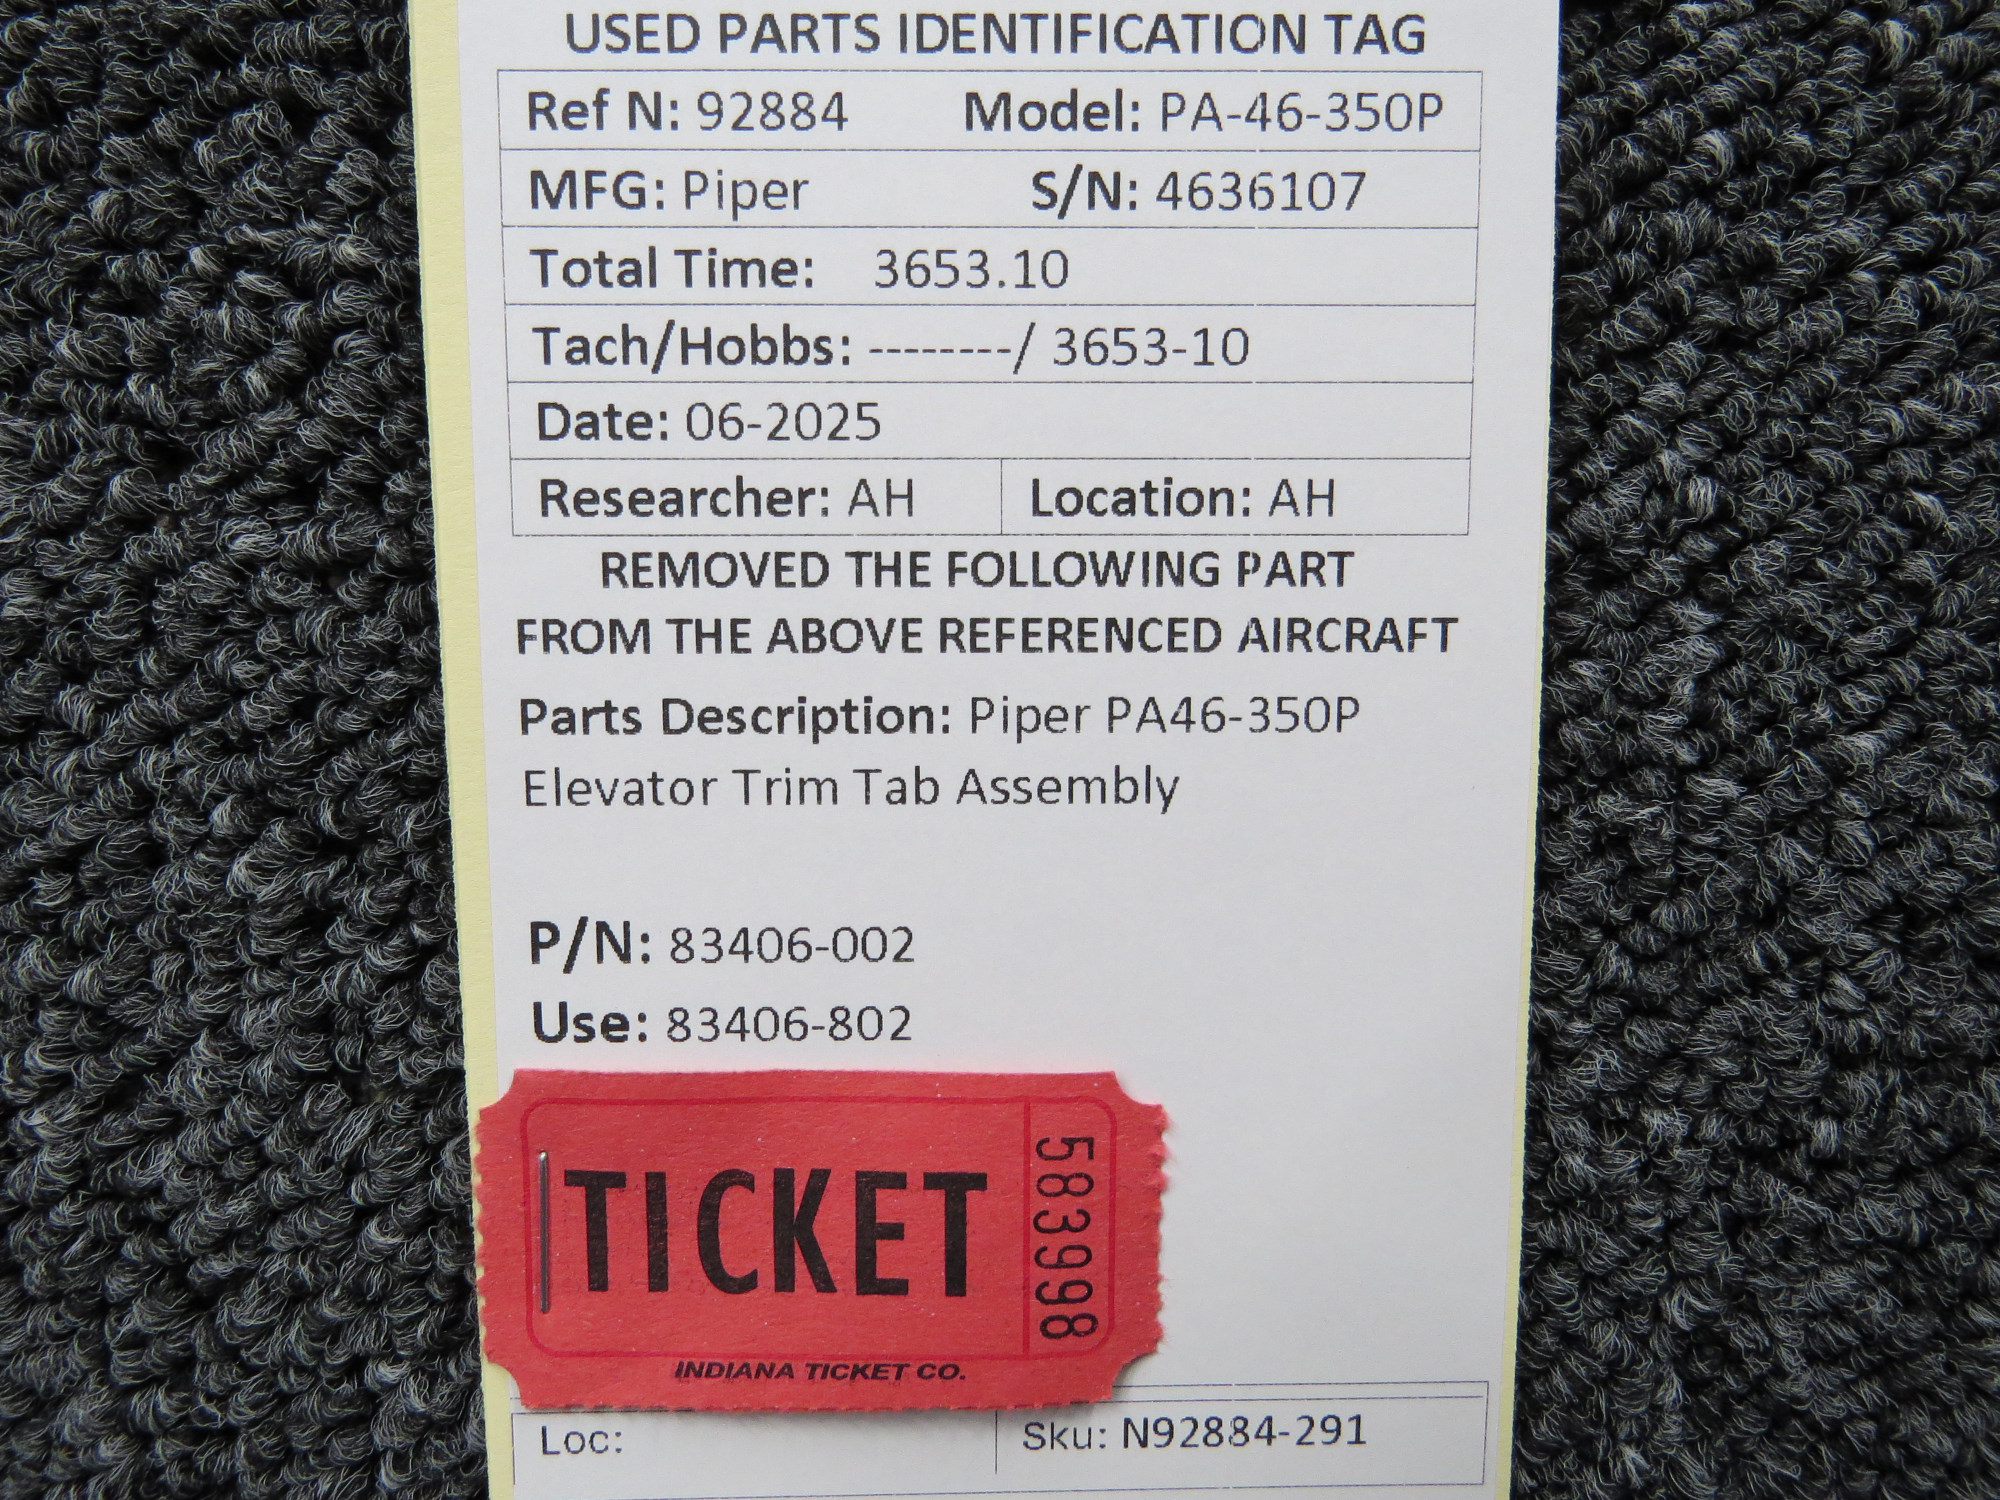 USED PARTS IDENTIFICATION TAG
Ref N: 92884 Model: PA-46-350P
MFG: Piper S/N: 4636107
Total Time: 3653.10
Tach/Hobbs: --------/ 3653-10
Date: 06-2025
Researcher: AH Location: AH
REMOVED THE FOLLOWING PART
FROM THE ABOVE REFERENCED AIRCRAFT
Parts Description: Piper PA46-350P
Elevator Trim Tab Assembly
P/N: 83406-002
Use: 83406-802
TICKET
583998
INDIANA TICKET CO.
Loc: Sku: N92884-291